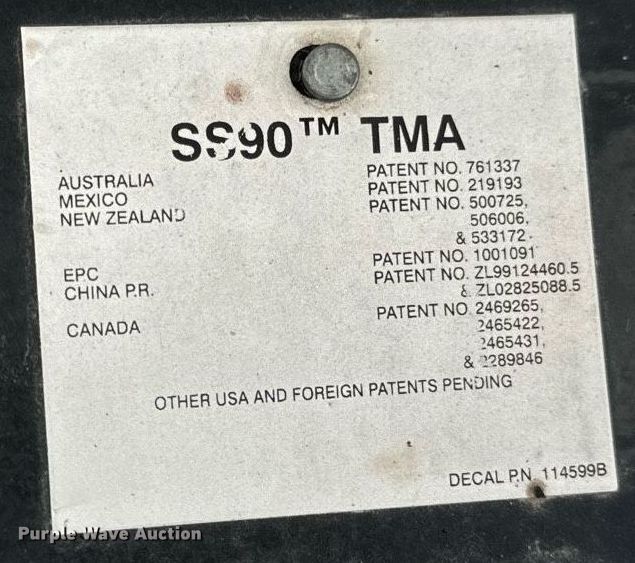 SS90™ TMA
AUSTRALIA PATENT NO. 761337
MEXICO PATENT NO. 219193
NEW ZEALAND PATENT NO. 500725,
506006,
& 533172
EPC PATENT NO. 1001091
CHINA P.R. PATENT NO. ZL99124460.5
& ZL02825088.5
CANADA PATENT NO. 2469265,
2465422,
2465431,
& 2289846
OTHER USA AND FOREIGN PATENTS PENDING
DECAL P.N. 114599B
Purple Wave Auction